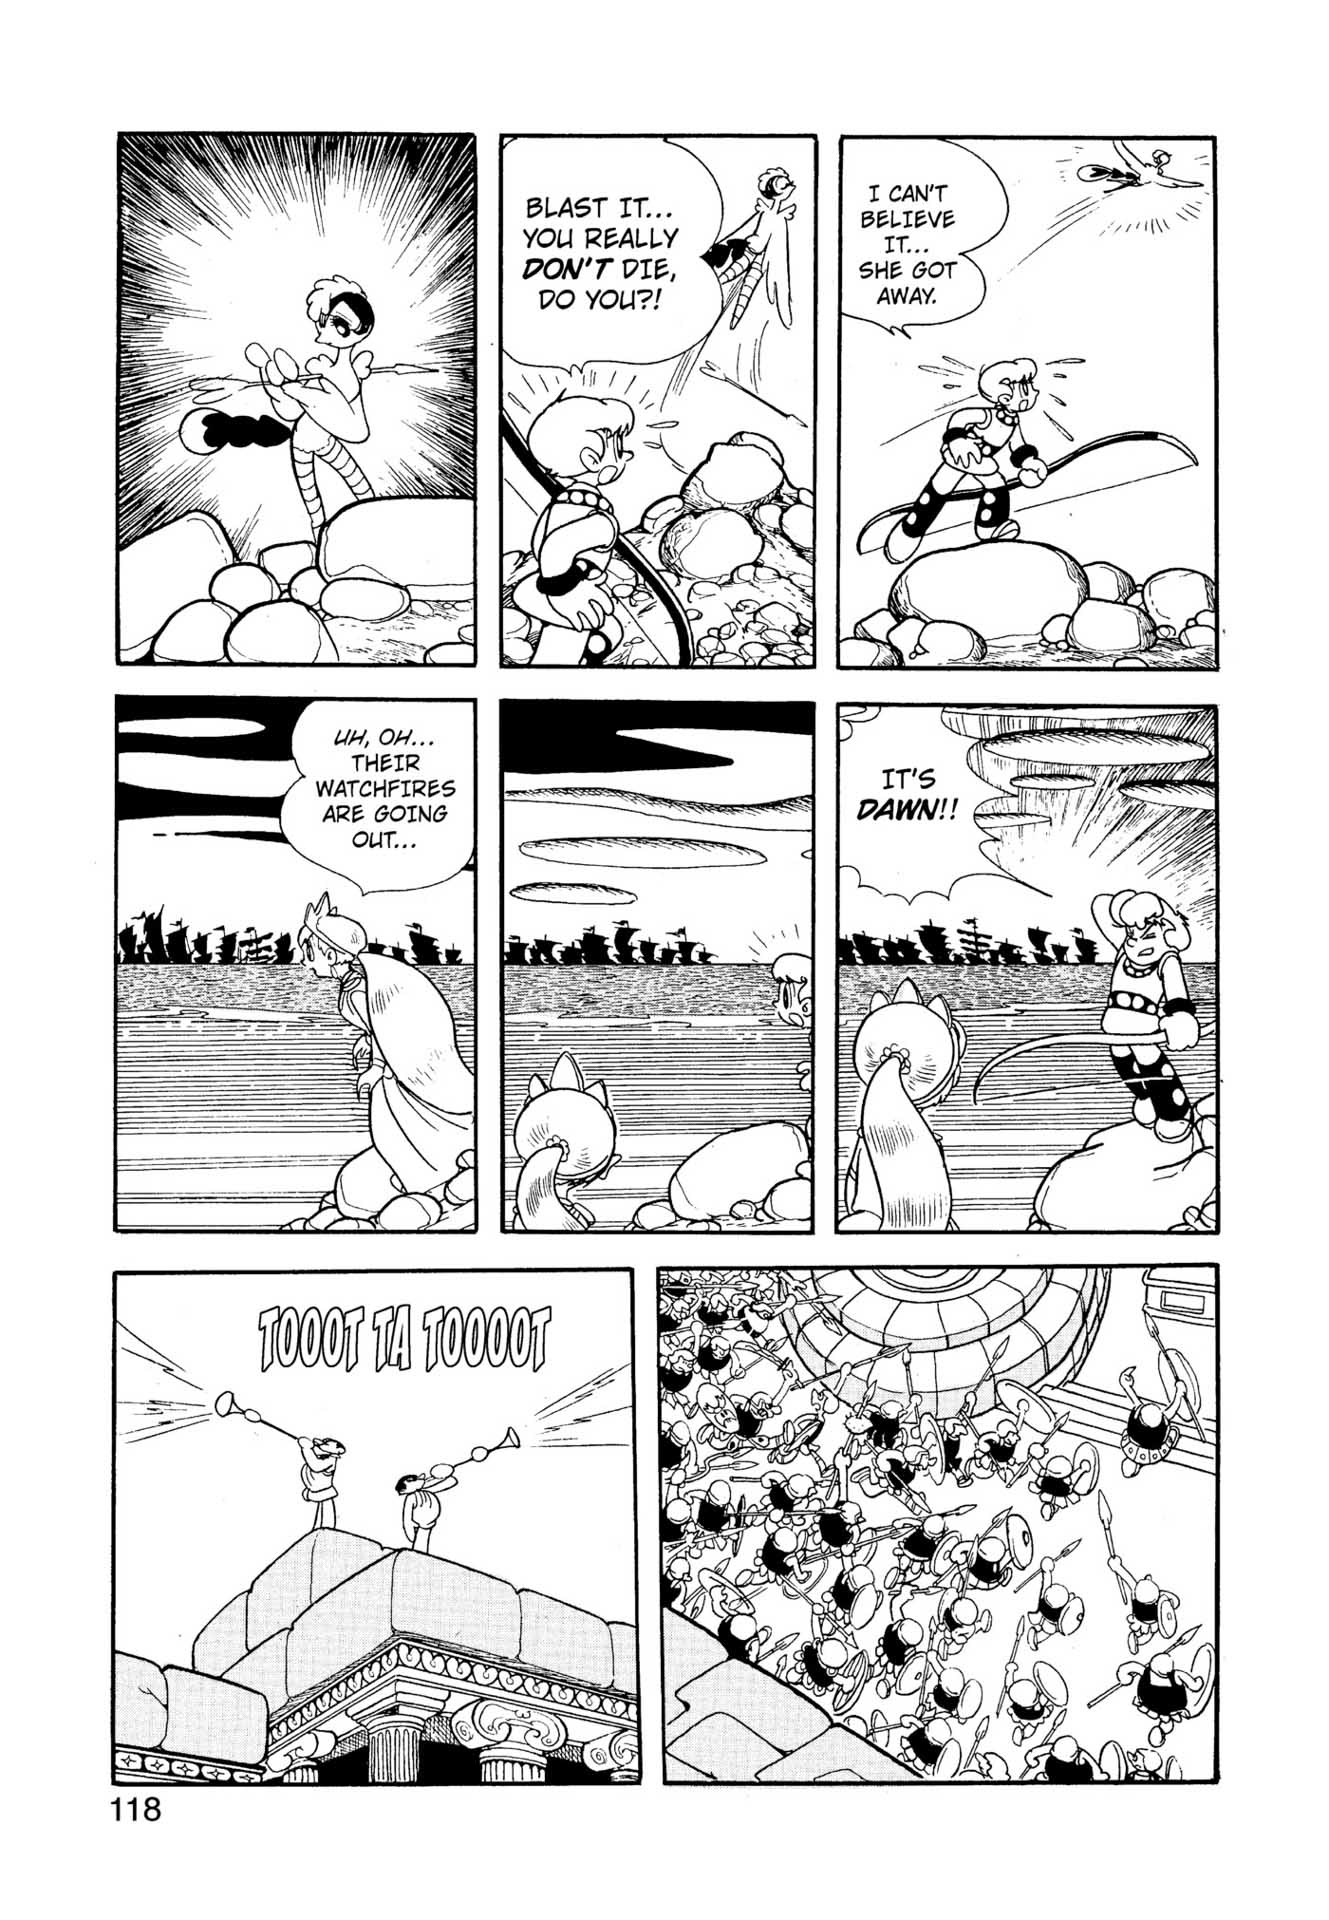 BLAST IT...
YOU REALLY
DON'T DIE,
DO YOU?!
I CAN'T
BELIEVE
IT...
SHE GOT
AWAY.
UH, OH...
THEIR
WATCHFIRES
ARE GOING
OUT...
IT'S
DAWN!!
TOOOT TA TOOOOT
118